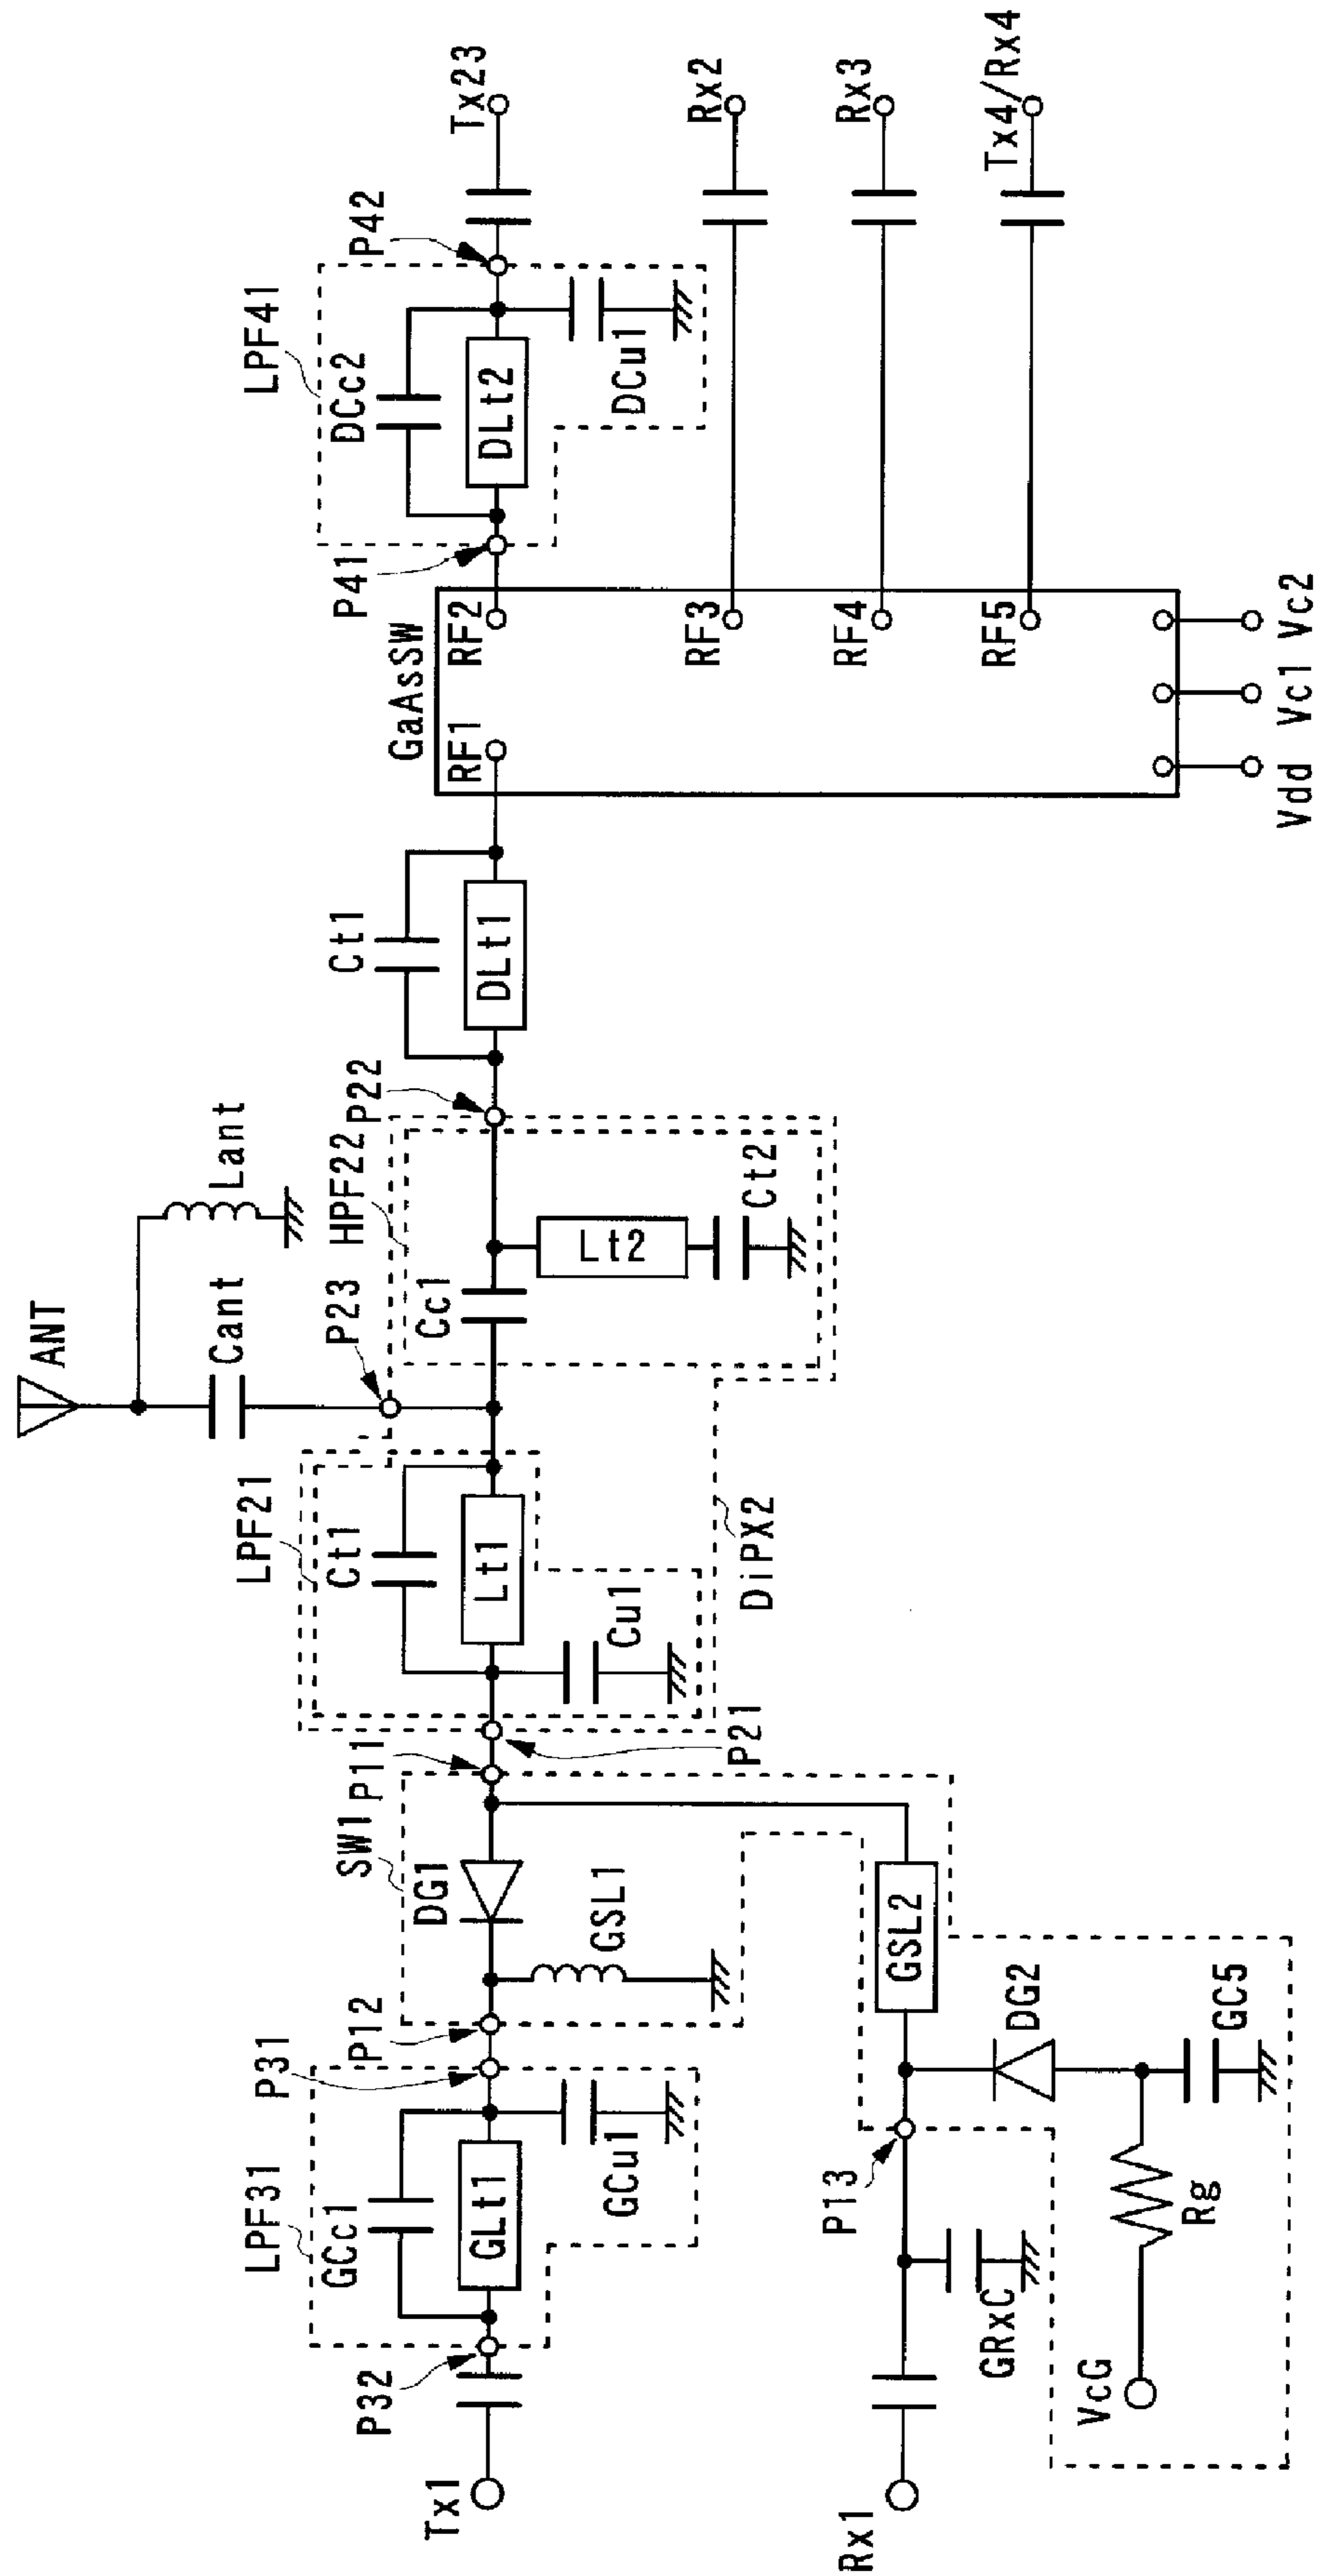 ANT
Cant
Lant
P23
HPF22
P22
Cc1
Lt2
Ct2
LPF21
Ct1
Lt1
Cu1
DiPX2
P21
P11
SW1
DG1
GSL1
P12
P31
LPF31
GCc1
GLt1
GCu1
P32
Tx1
GSL2
DG2
GC5
P13
Rg
VcG
GRxC
Rx1
Ct1
DLt1
GaAsSW
RF1
RF2
RF3
RF4
RF5
Vdd
Vc1
Vc2
P41
LPF41
DCc2
DLt2
DCu1
P42
Tx23
Rx2
Rx3
Tx4/Rx4